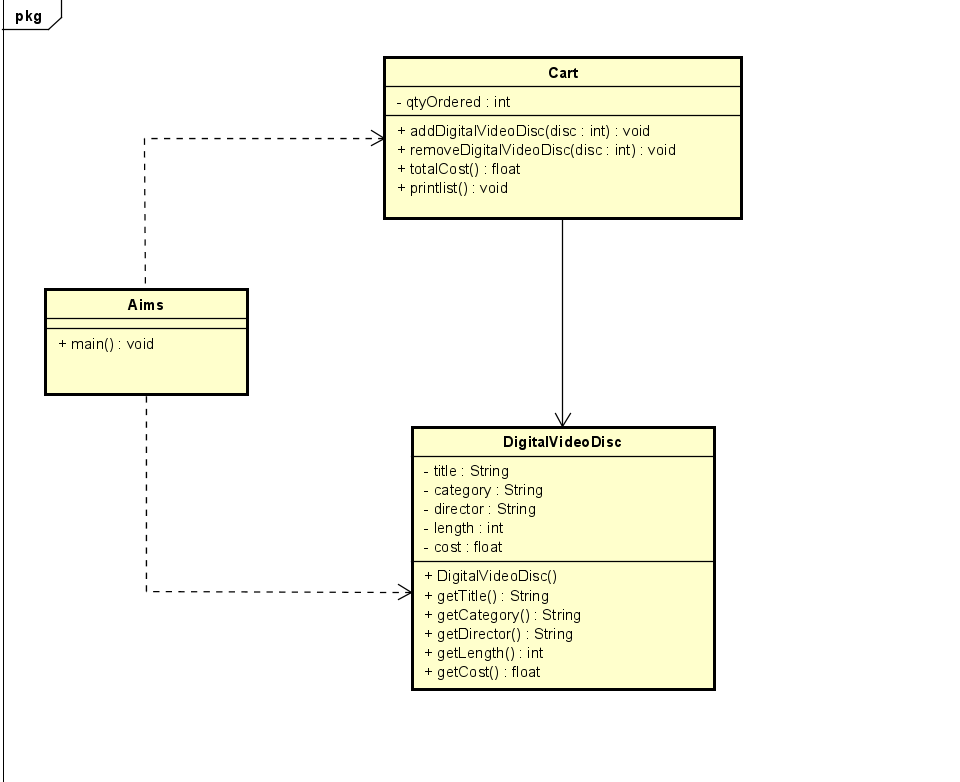 pkg
Cart
- qtyOrdered : int
+ addDigitalVideoDisc(disc : int) : void
+ removeDigitalVideoDisc(disc : int) : void
+ totalCost() : float
+ printlist() : void
Aims
+ main() : void
DigitalVideoDisc
- title : String
- category : String
- director : String
- length : int
- cost : float
+ DigitalVideoDisc()
+ getTitle() : String
+ getCategory() : String
+ getDirector() : String
+ getLength() : int
+ getCost() : float